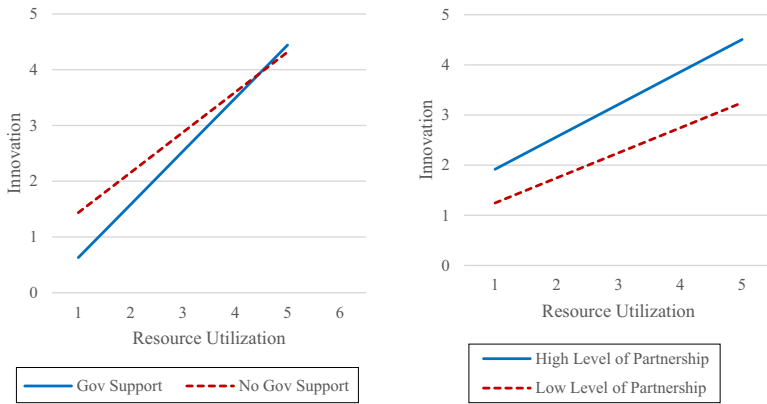 5
4
3
2
1
0
Innovation
1 2 3 4 5 6
Resource Utilization
Gov Support No Gov Support
5
4
3
2
1
0
Innovation
1 2 3 4 5
Resource Utilization
High Level of Partnership
Low Level of Partnership